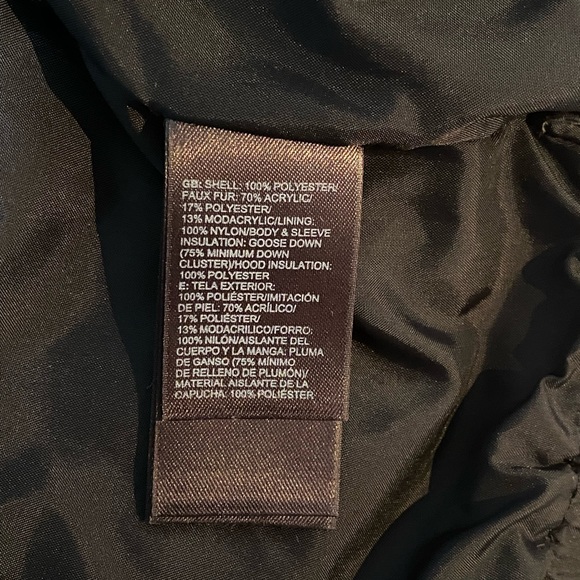 GB: SHELL: 100% POLYESTER/
FAUX FUR: 70% ACRYLIC/
17% POLYESTER/
13% MODACRYLIC/LINING:
100% NYLON/BODY & SLEEVE
INSULATION: GOOSE DOWN
(75% MINIMUM DOWN
CLUSTER)/HOOD INSULATION:
100% POLYESTER
E: TELA EXTERIOR:
100% POLIÉSTER/IMITACIÓN
DE PIEL: 70% ACRÍLICO/
17% POLIÉSTER/
13% MODACRILICO/FORRO:
100% NILÓN/AISLANTE DEL
CUERPO Y LA MANGA: PLUMA
DE GANSO (75% MÍNIMO
DE RELLENO DE PLUMÓN)/
MATERIAL AISLANTE DE LA
CAPUCHA: 100% POLIÉSTER